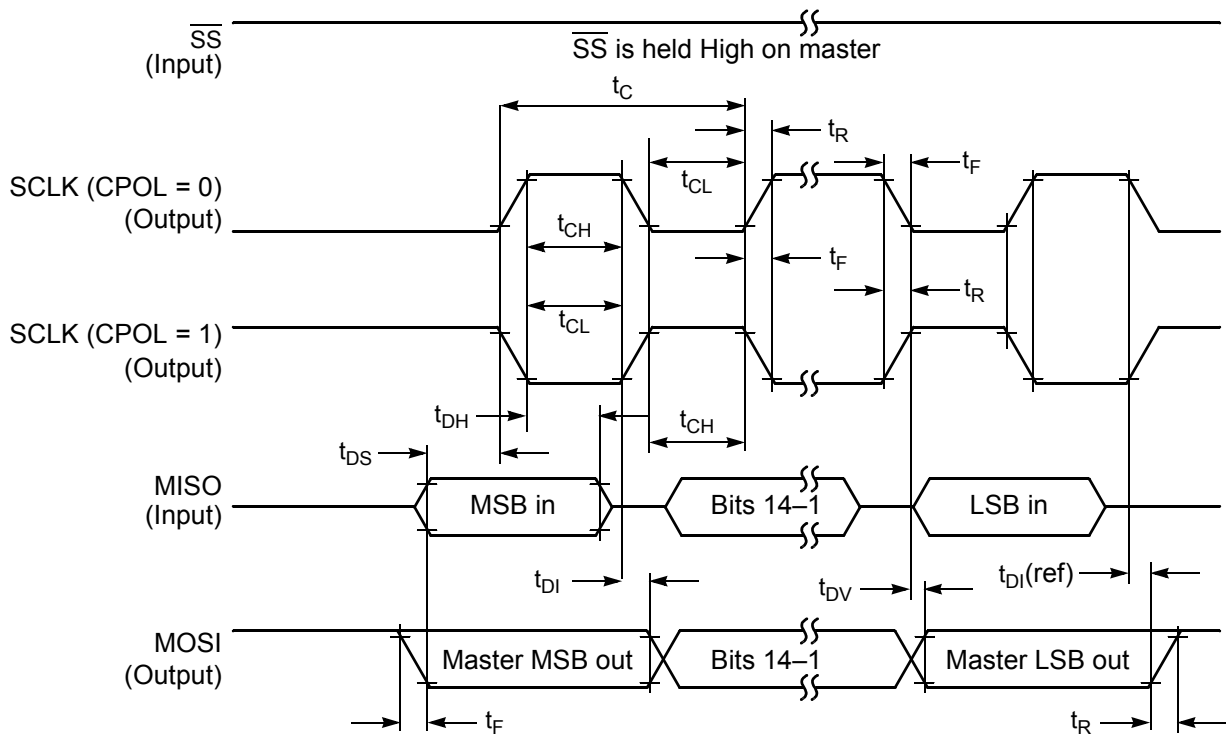 SS
(Input)
SS is held High on master
tC
tR
tF
SCLK (CPOL = 0)
(Output)
tCL
tCH
tF
tR
tCL
SCLK (CPOL = 1)
(Output)
tDH
tCH
tDS
MISO
(Input)
MSB in
Bits 14–1
LSB in
tDI
tDV
tDI(ref)
MOSI
(Output)
Master MSB out
Bits 14–1
Master LSB out
tF
tR